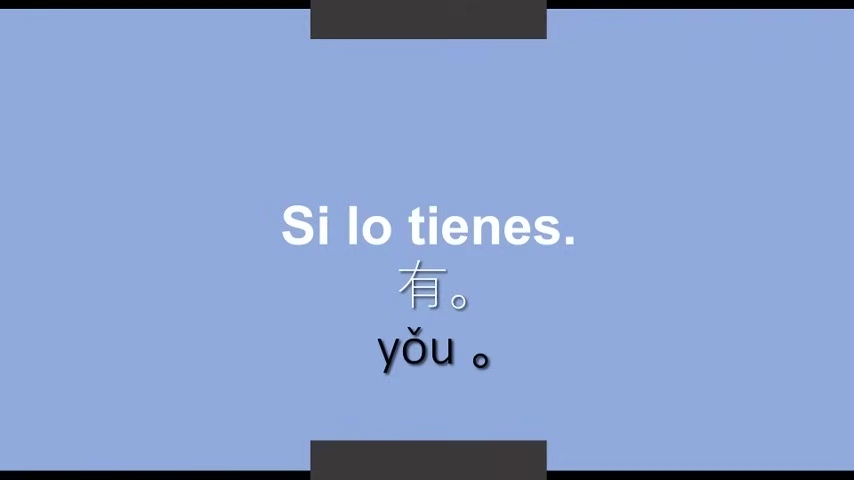 Si lo tienes.
有。
yǒu 。